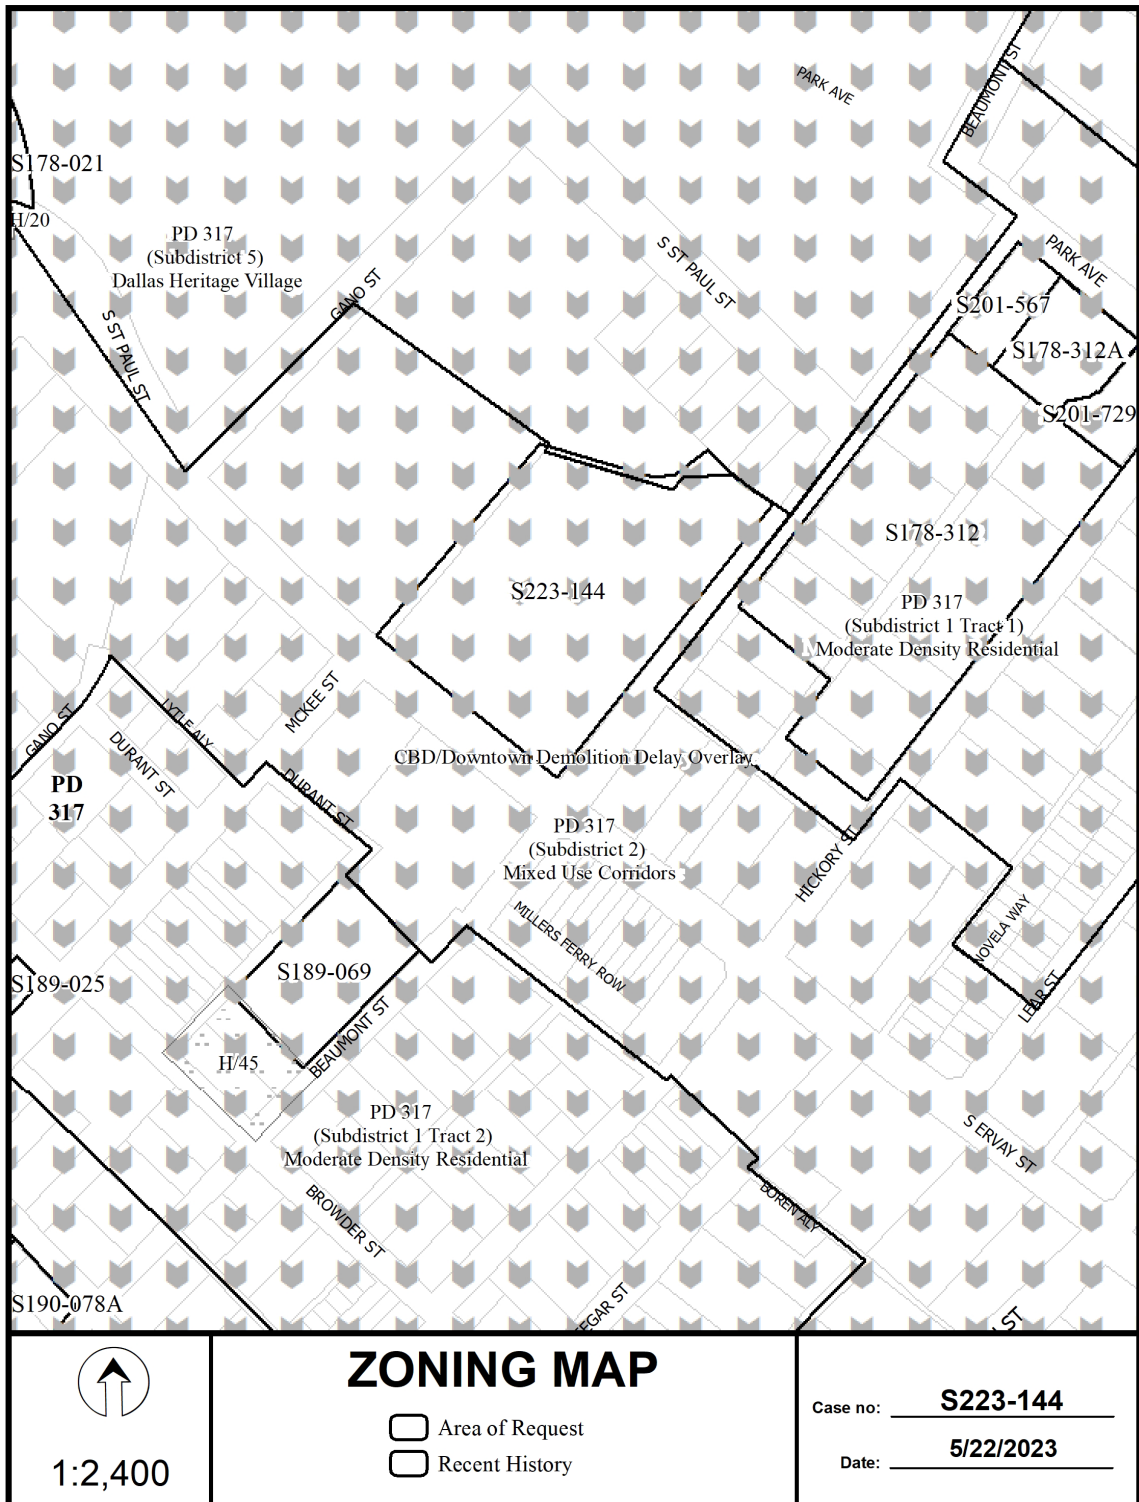 PARK AVE
BEAUMONT ST
S178-021
H/20
PD 317
(Subdistrict 5)
Dallas Heritage Village
GANO ST
S ST PAUL ST
S ST PAUL ST
PARK AVE
S201-567
S178-312A
S201-729
S178-312
S223-144
PD 317
(Subdistrict 1 Tract 1)
Moderate Density Residential
MCKEE ST
LYTLE ALY
GANO ST
DURANT ST
DURANT ST
CBD/Downtown Demolition Delay Overlay
PD
317
PD 317
(Subdistrict 2)
Mixed Use Corridors
HICKORY ST
MILLERS FERRY ROW
NOVELA WAY
LEAR ST
S189-069
S189-025
BEAUMONT ST
H/45
PD 317
(Subdistrict 1 Tract 2)
Moderate Density Residential
S ERVAY ST
BOREN ALY
BROWDER ST
S190-078A
EGAR ST
ST
1:2,400
ZONING MAP
Area of Request
Recent History
Case no: S223-144
Date: 5/22/2023